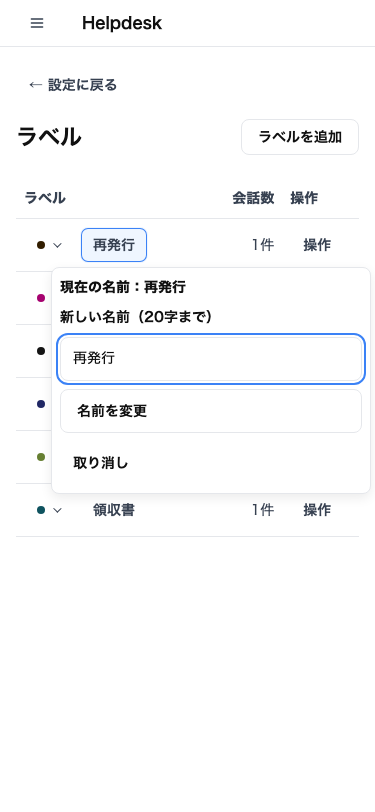 Helpdesk
← 設定に戻る
ラベル
ラベルを追加
ラベル 会話数 操作
再発行 1件 操作
現在の名前：再発行
新しい名前（20字まで）
再発行
名前を変更
取り消し
領収書 1件 操作